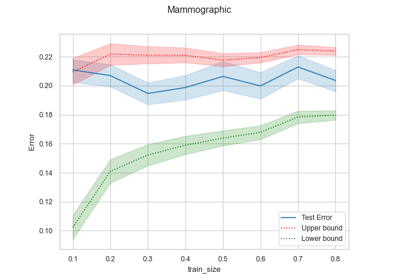 Mammographic
0.22
0.20
0.18
0.16
0.14
0.12
0.10
Error
0.1 0.2 0.3 0.4 0.5 0.6 0.7 0.8
train_size
Test Error
Upper bound
Lower bound